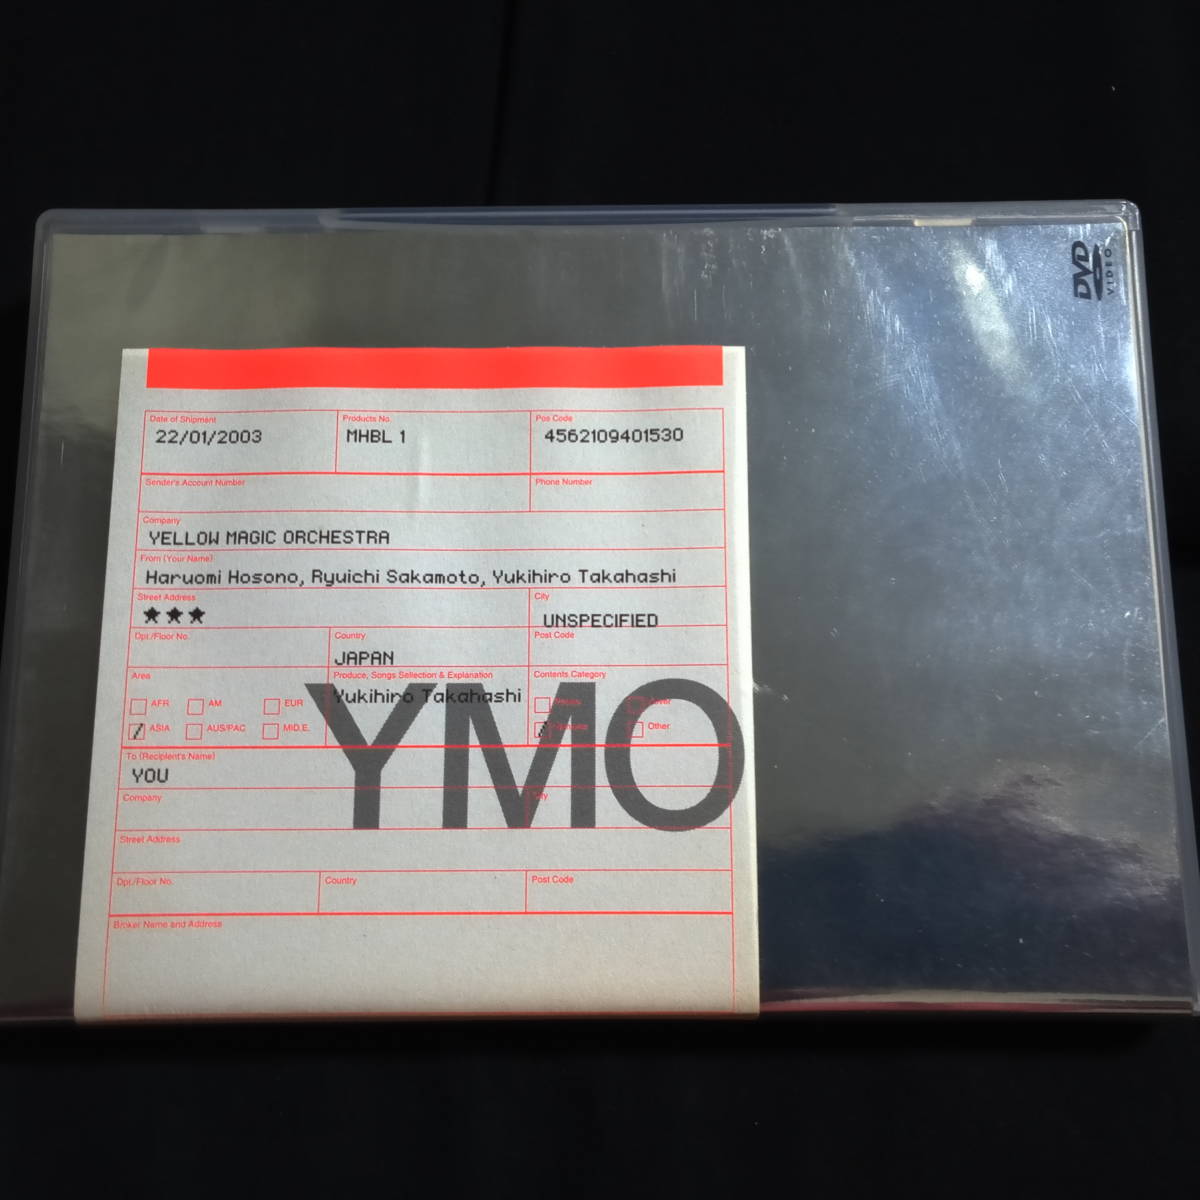 DVD
VIDEO
Date of Shipment
22/01/2003
Products No.
MHBL 1
Pos Code
4562109401530
Sender's Account Number
Phone Number
Company
YELLOW MAGIC ORCHESTRA
From (Your Name)
Haruomi Hosono, Ryuichi Sakamoto, Yukihiro Takahashi
Street Address
★★★
City
UNSPECIFIED
Dpt./Floor No.
Country
JAPAN
Post Code
Area
AFR
AM
EUR
ASIA
AUS/PAC
MID.E.
Produce, Songs Selection & Explanation
Yukihiro Takahashi
Contents Category
Other
YMO
To (Recipient's Name)
YOU
Company
City
Street Address
Dpt./Floor No.
Country
Post Code
Broker Name and Address